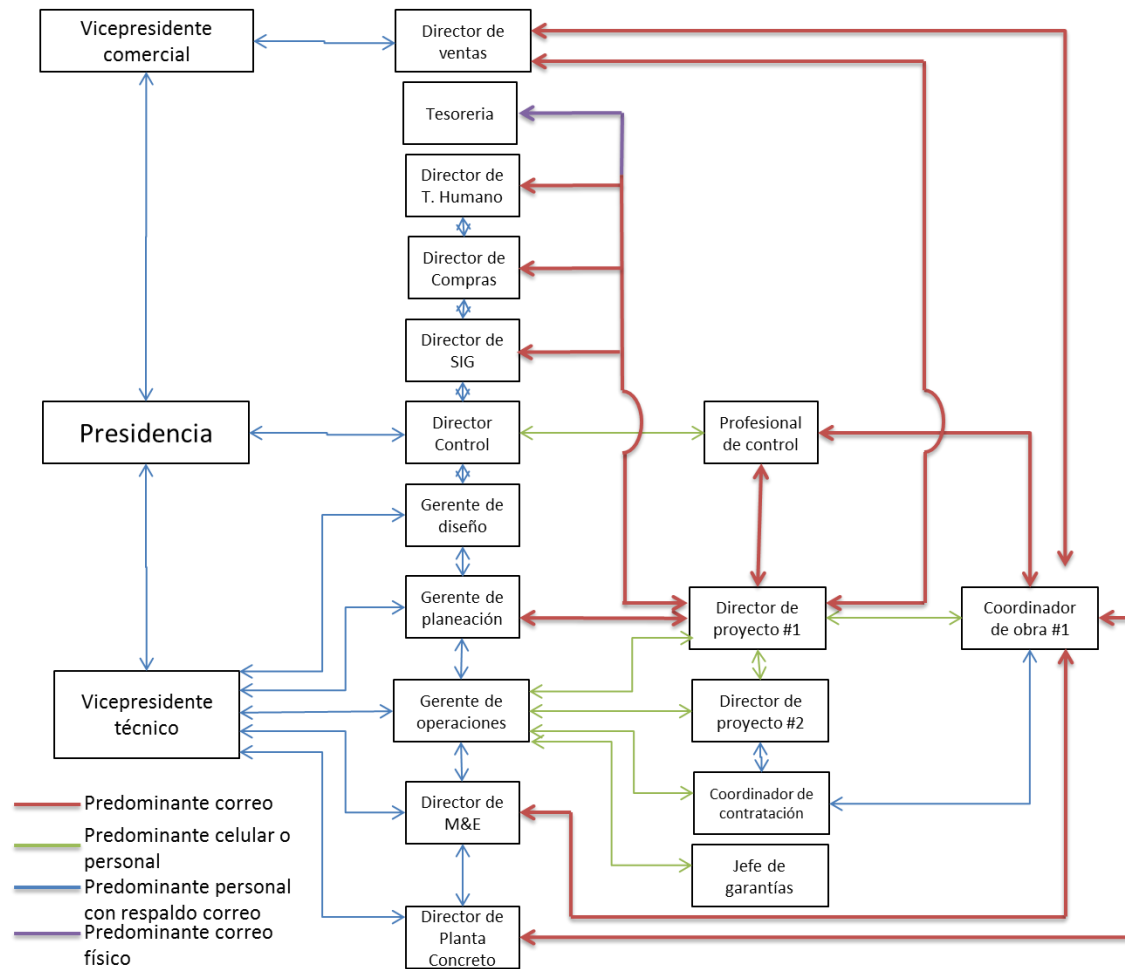 Vicepresidente
comercial
Director de
ventas
Tesoreria
Director de
T. Humano
Director de
Compras
Director de
SIG
Presidencia
Director
Control
Profesional
de control
Gerente de
diseño
Gerente de
planeación
Director de
proyecto #1
Coordinador
de obra #1
Vicepresidente
técnico
Gerente de
operaciones
Director de
proyecto #2
Director de
M&E
Coordinador de
contratación
Jefe de
garantías
Director de
Planta
Concreto
Predominante correo
Predominante celular o
personal
Predominante personal
con respaldo correo
Predominante correo
físico